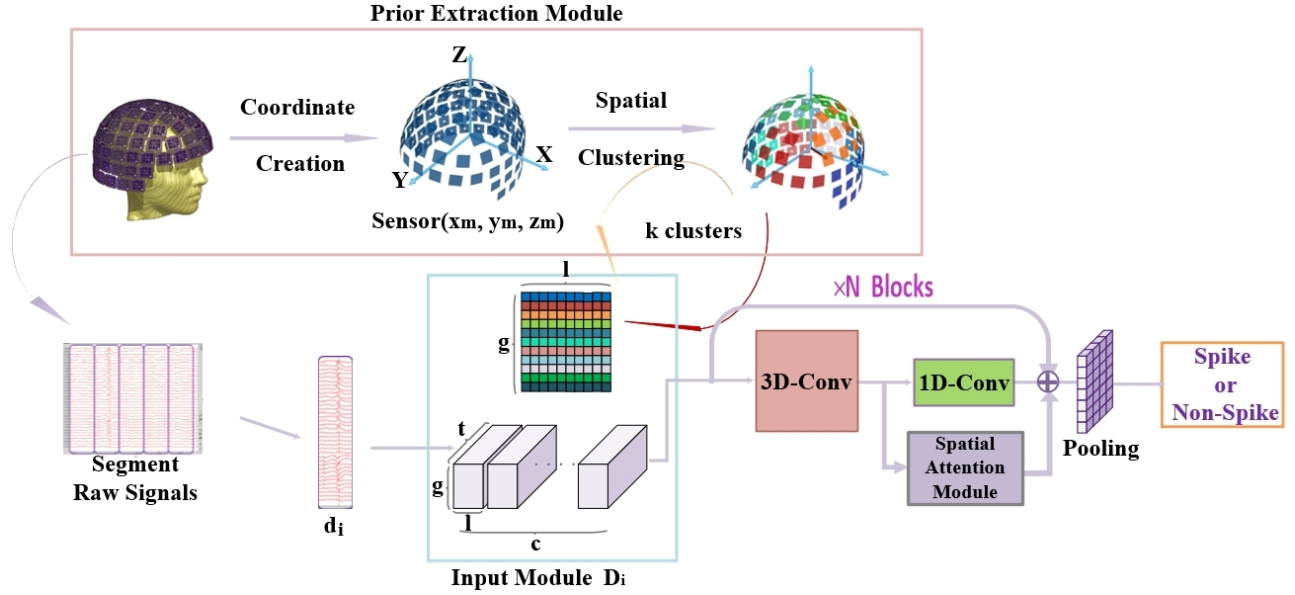 Prior Extraction Module
Coordinate
Creation
Z
X
Y
Sensor(xm, ym, zm)
Spatial
Clustering
k clusters
l
g
t
g
l
c
Input Module Di
Segment
Raw Signals
di
×N Blocks
3D-Conv
1D-Conv
Spatial
Attention
Module
Pooling
Spike
or
Non-Spike